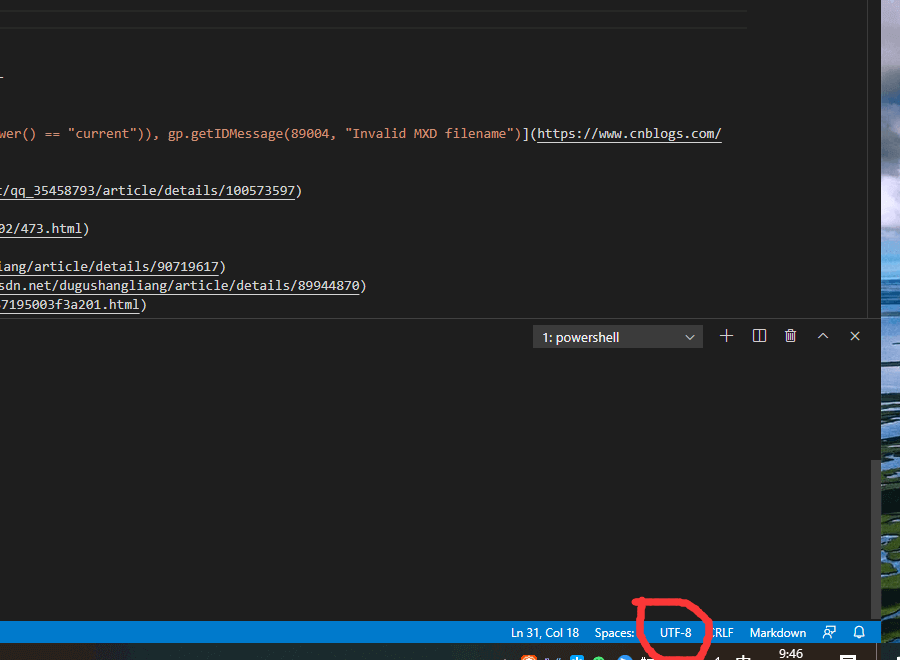 wer() == "current")), gp.getIDMessage(89004, "Invalid MXD filename")](https://www.cnblogs.com/
/qq_35458793/article/details/100573597)
02/473.html)
iang/article/details/90719617)
sdn.net/dugushangliang/article/details/89944870)
7195003f3a201.html)
1: powershell
Ln 31, Col 18 Spaces: UTF-8 CRLF Markdown
9:46